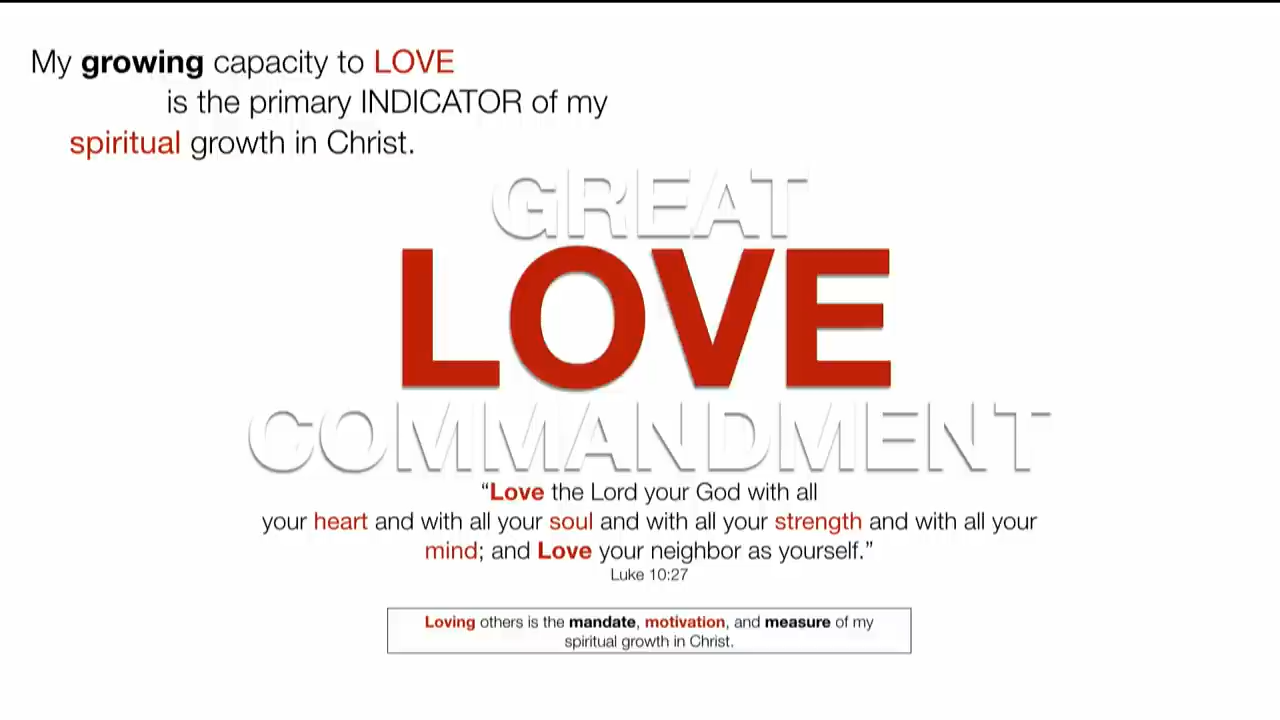 My growing capacity to LOVE
is the primary INDICATOR of my
spiritual growth in Christ.
GREAT
LOVE
COMMANDMENT
“Love the Lord your God with all
your heart and with all your soul and with all your strength and with all your
mind; and Love your neighbor as yourself.”
Luke 10:27
Loving others is the mandate, motivation, and measure of my
spiritual growth in Christ.